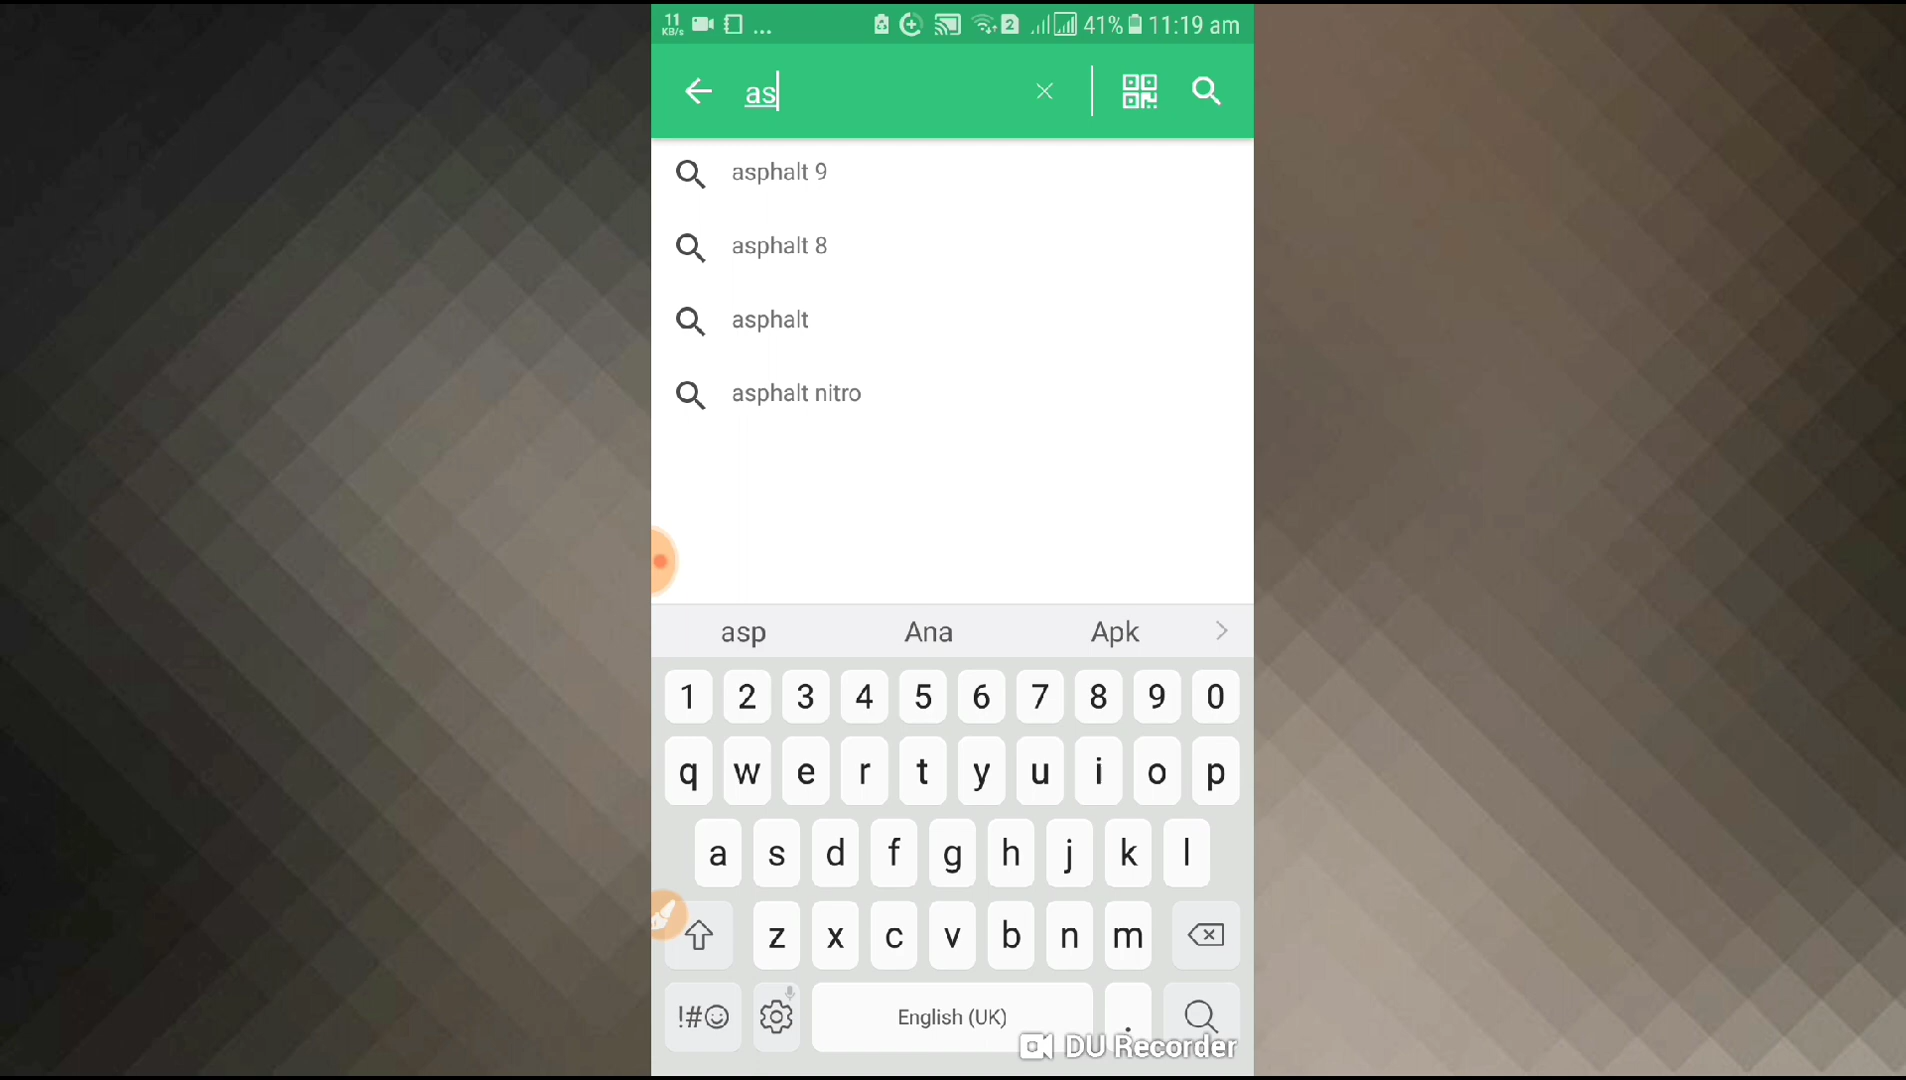 11 KB/s ... 2 41% 11:19 am
as
asphalt 9
asphalt 8
asphalt
asphalt nitro
asp Ana Apk
1 2 3 4 5 6 7 8 9 0
q w e r t y u i o p
a s d f g h j k l
z x c v b n m
!#☺ English (UK) .
DU Recorder